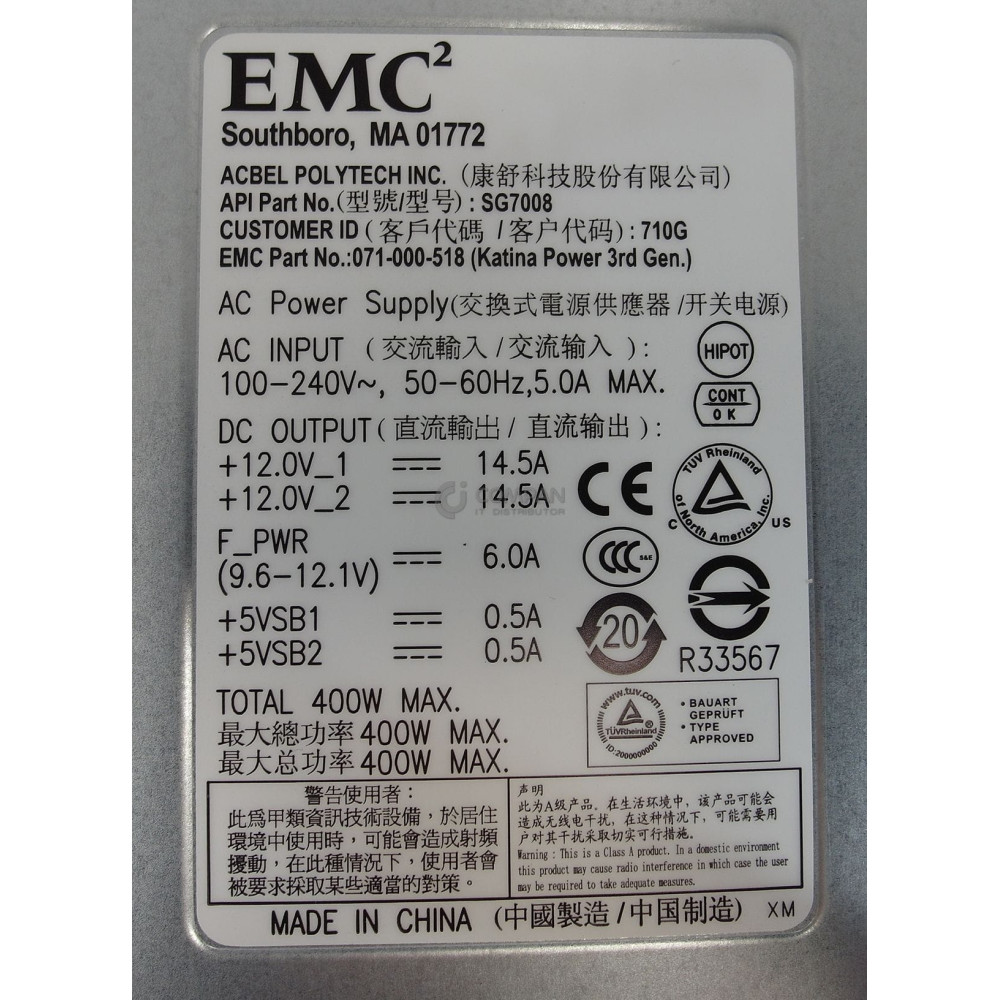 EMC²
Southboro, MA 01772
ACBEL POLYTECH INC. (康舒科技股份有限公司)
API Part No.(型號/型号) : SG7008
CUSTOMER ID ( 客戶代碼 / 客户代码) : 710G
EMC Part No.:071-000-518 (Katina Power 3rd Gen.)
AC Power Supply(交換式電源供應器 /开关电源)
AC INPUT ( 交流輸入 / 交流输入 ) :
HIPOT
100-240V~, 50-60Hz,5.0A MAX.
CONT
OK
DC OUTPUT ( 直流輸出 / 直流输出 ) :
+12.0V_1 14.5A
+12.0V_2 14.5A
COMPAN
IT DISTRIBUTOR
CE
TÜV Rheinland
of North America, Inc.
C US
F_PWR
(9.6-12.1V) 6.0A
CCC S&E
+5VSB1 0.5A
+5VSB2 0.5A
20
R33567
TOTAL 400W MAX.
最大總功率 400W MAX.
最大总功率 400W MAX.
www.tuv.com
TÜVRheinland®
ID:2000000000
• BAUART
GEPRÜFT
• TYPE
APPROVED
警告使用者 :
此為甲類資訊技術設備，於居住
環境中使用時，可能會造成射頻
擾動，在此種情況下，使用者會
被要求採取某些適當的對策。
声明
此为A级产品。在生活环境中，该产品可能会
造成无线电干扰，在这种情况下，可能需要用
户对其干扰采取切实可行措施。
Warning : This is a Class A product. In a domestic environment
this product may cause radio interference in which case the user
may be required to take adequate measures.
MADE IN CHINA (中國製造 /中国制造) XM